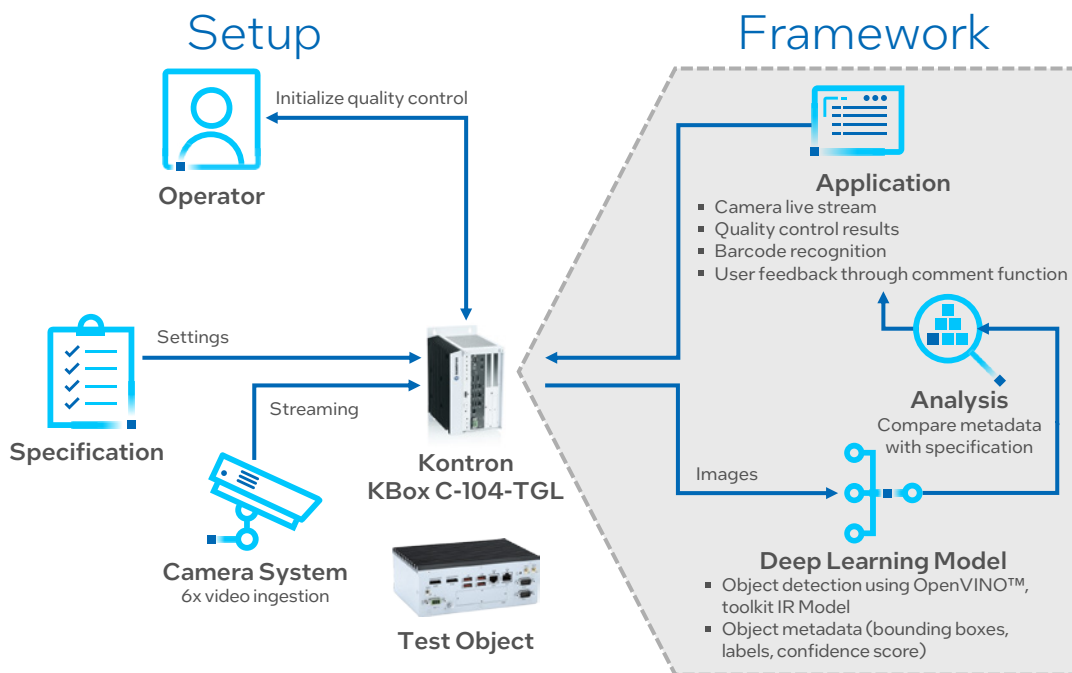 Setup
Framework
Initialize quality control
Operator
Settings
Specification
Streaming
Camera System
6x video ingestion
Kontron
KBox C-104-TGL
Test Object
Application
▪ Camera live stream
▪ Quality control results
▪ Barcode recognition
▪ User feedback through comment function
Analysis
Compare metadata
with specification
Images
Deep Learning Model
▪ Object detection using OpenVINO™,
toolkit IR Model
▪ Object metadata (bounding boxes,
labels, confidence score)